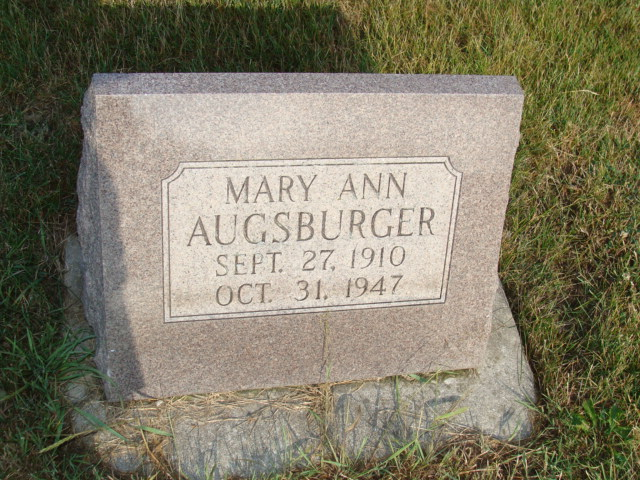 MARY ANN
AUGSBURGER
SEPT. 27, 1910
OCT. 31, 1947